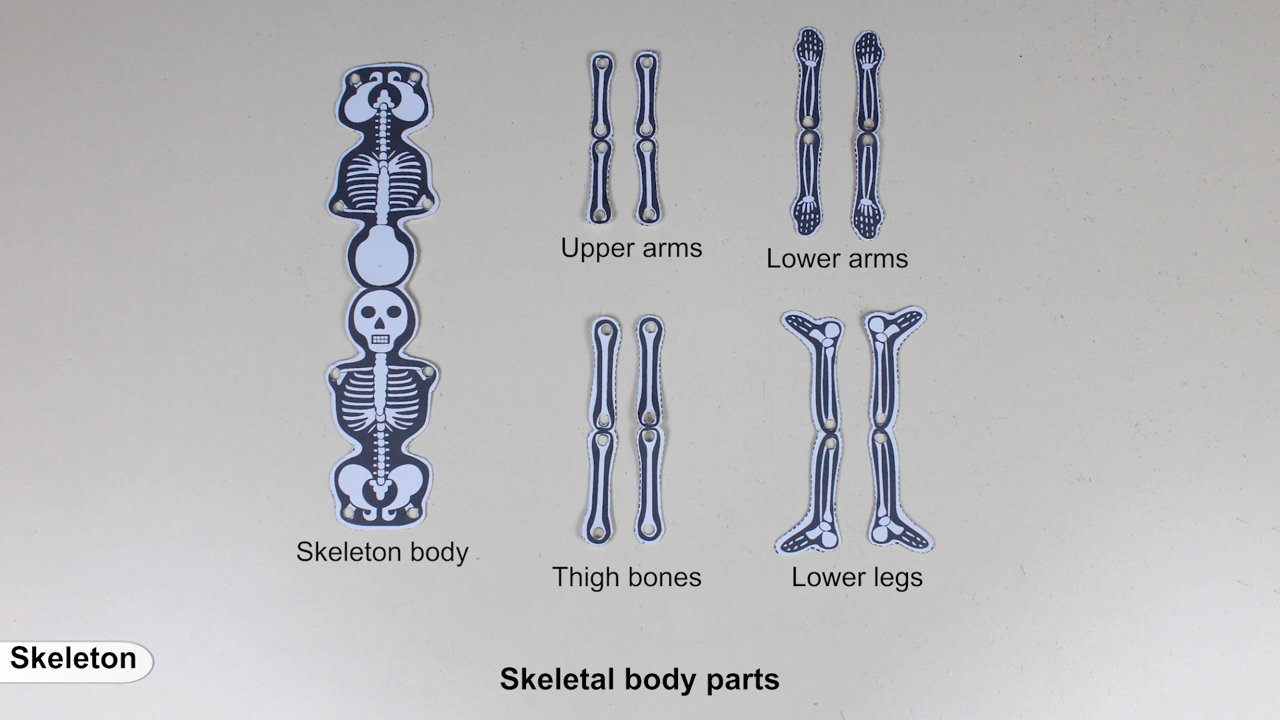 Upper arms
Lower arms
Skeleton body
Thigh bones
Lower legs
Skeleton
Skeletal body parts